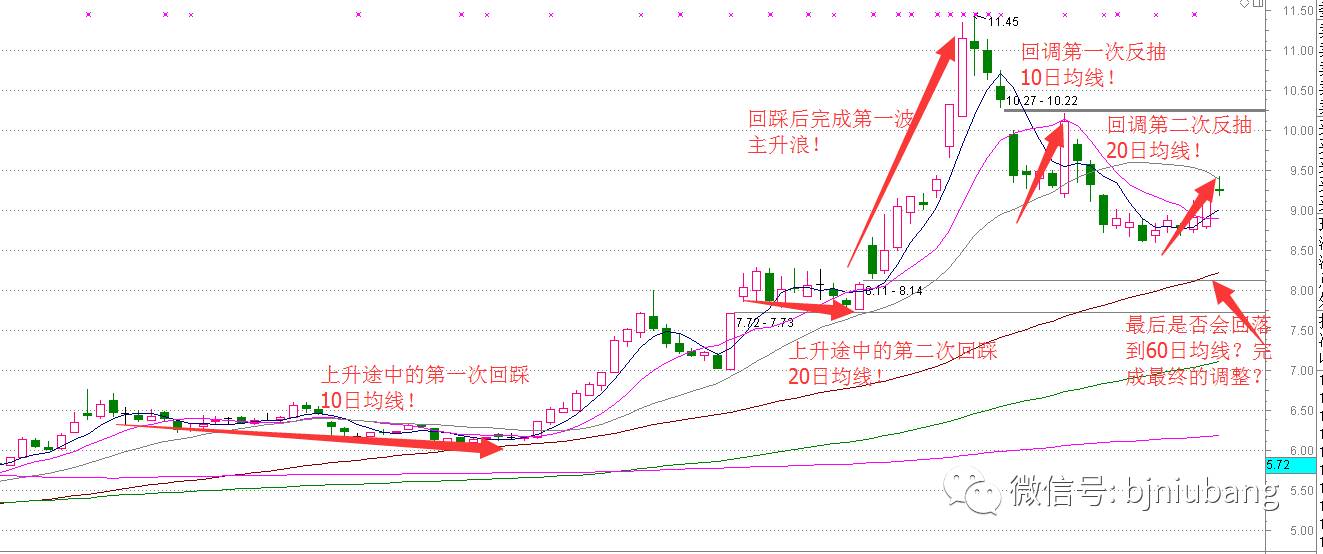 11.50
11.45
11.00
回调第一次反抽
10日均线！
10.50
10.27 - 10.22
回踩后完成第一波
主升浪！
回调第二次反抽
20日均线！
10.00
9.50
9.00
8.50
8.11 - 8.14
8.00
7.72 - 7.73
7.50
最后是否会回落
到60日均线？完
成最终的调整？
上升途中的第二次回踩
20日均线！
7.00
上升途中的第一次回踩
10日均线！
6.50
6.00
5.72
5.50
微信号: bjniubang
5.00